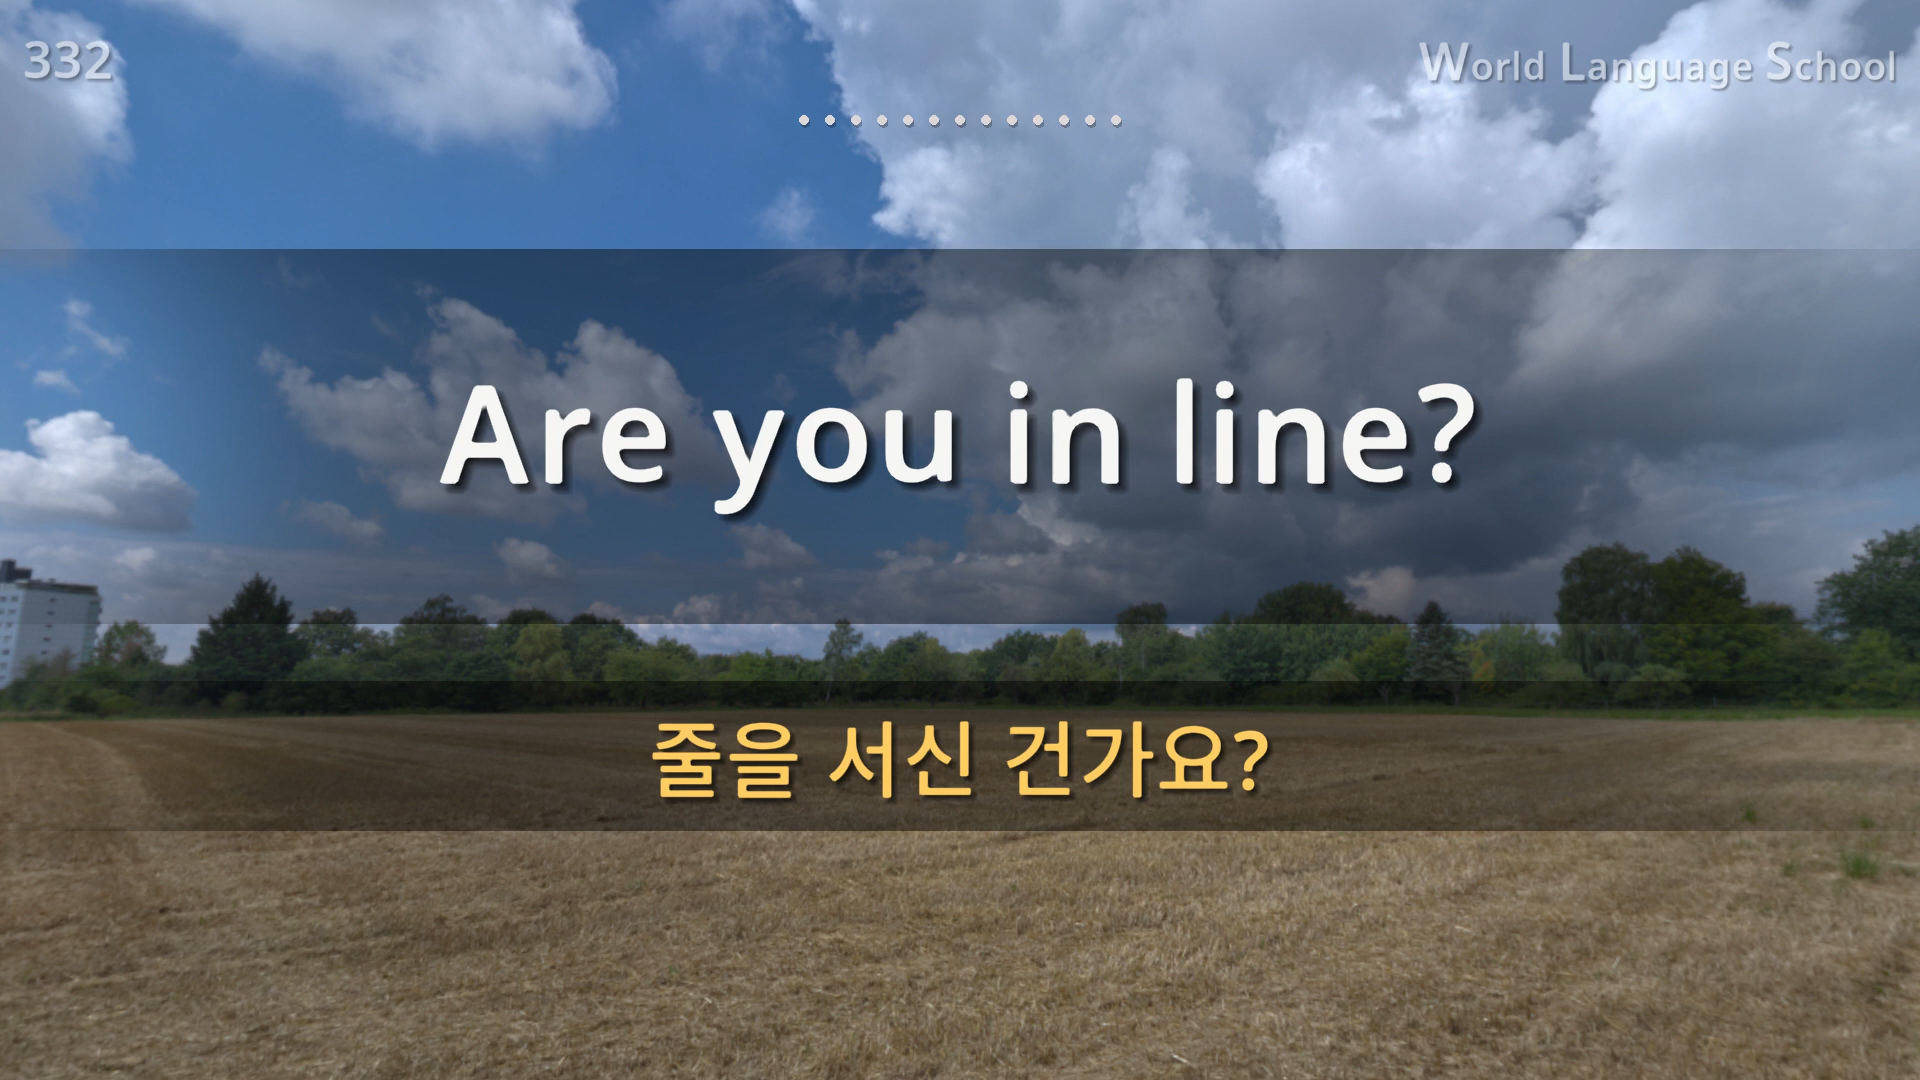 332
World Language School
Are you in line?
줄을 서신 건가요?